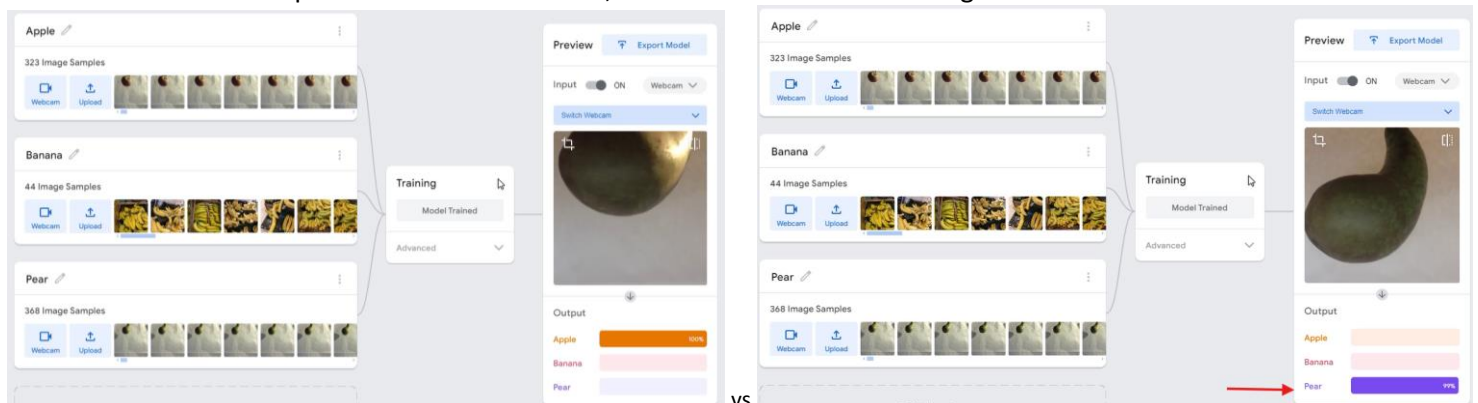 Apple
323 Image Samples
Webcam Upload
Banana
44 Image Samples
Webcam Upload
Pear
368 Image Samples
Webcam Upload
Training
Model Trained
Advanced
Preview Export Model
Input ON Webcam
Switch Webcam
Output
Apple 100%
Banana
Pear
vs
Apple
323 Image Samples
Webcam Upload
Banana
44 Image Samples
Webcam Upload
Pear
368 Image Samples
Webcam Upload
Training
Model Trained
Advanced
Preview Export Model
Input ON Webcam
Switch Webcam
Output
Apple
Banana
Pear 99%